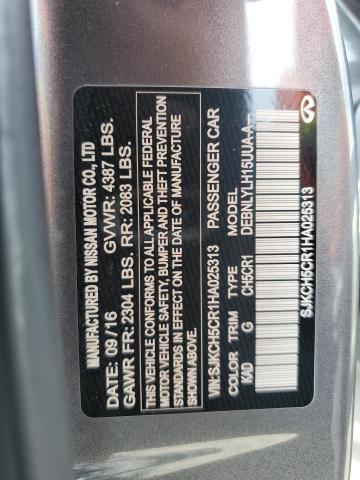 MANUFACTURED BY NISSAN MOTOR CO., LTD
DATE: 09/16 GVWR: 4387 LBS.
GAWR FR: 2304 LBS. RR: 2083 LBS.
THIS VEHICLE CONFORMS TO ALL APPLICABLE FEDERAL
MOTOR VEHICLE SAFETY, BUMPER, AND THEFT PREVENTION
STANDARDS IN EFFECT ON THE DATE OF MANUFACTURE
SHOWN ABOVE.
VIN:SJKCH5CR1HA025313 PASSENGER CAR
COLOR TRIM TYPE MODEL
KAD G CH5CR1 DEBNLYLH15UUA-A--
SJKCH5CR1HA025313